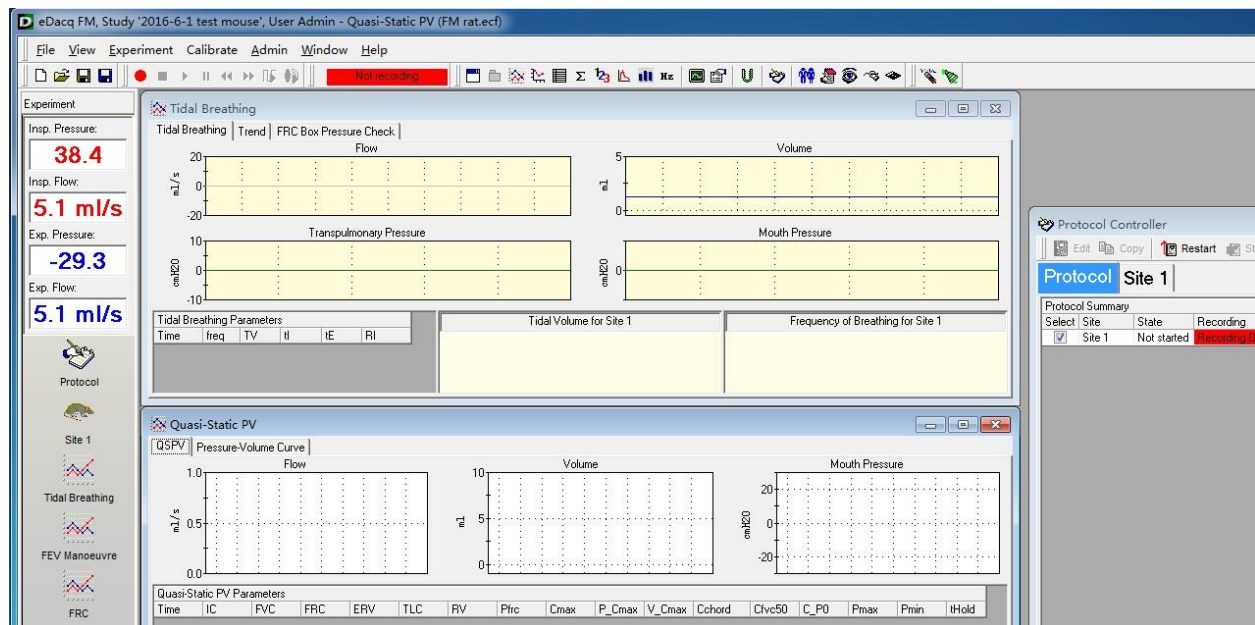 eDacq FM, Study '2016-6-1 test mouse', User Admin - Quasi-Static PV (FM rat.ecf)
File View Experiment Calibrate Admin Window Help
Not recording
Σ 123 Hz
Experiment
Insp. Pressure:
38.4
Insp. Flow:
5.1 ml/s
Exp. Pressure:
-29.3
Exp. Flow:
5.1 ml/s
Protocol
Site 1
Tidal Breathing
FEV Manoeuvre
FRC
Tidal Breathing
Tidal Breathing Trend FRC Box Pressure Check
Flow
20
0
-20
ml/s
Volume
5
0
ml
Transpulmonary Pressure
10
0
-10
cmH2O
Mouth Pressure
0
cmH2O
Tidal Breathing Parameters
Time freq TV tI tE RI
Tidal Volume for Site 1
Frequency of Breathing for Site 1
Quasi-Static PV
QSPV Pressure-Volume Curve
Flow
1.0
0.5
0.0
ml/s
Volume
10
5
0
ml
Mouth Pressure
20
0
-20
cmH2O
Quasi-Static PV Parameters
Time IC FVC FRC ERV TLC RV Pfrc Cmax P_Cmax V_Cmax Cchord Cfvc50 C_P0 Pmax Pmin tHold
Protocol Controller
Edit Copy Restart
Protocol Site 1
Protocol Summary
Select Site State Recording
Site 1 Not started Recording